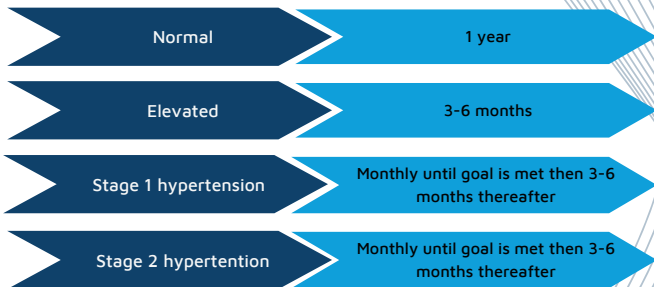 Normal
1 year
Elevated
3-6 months
Stage 1 hypertension
Monthly until goal is met then 3-6
months thereafter
Stage 2 hypertention
Monthly until goal is met then 3-6
months thereafter